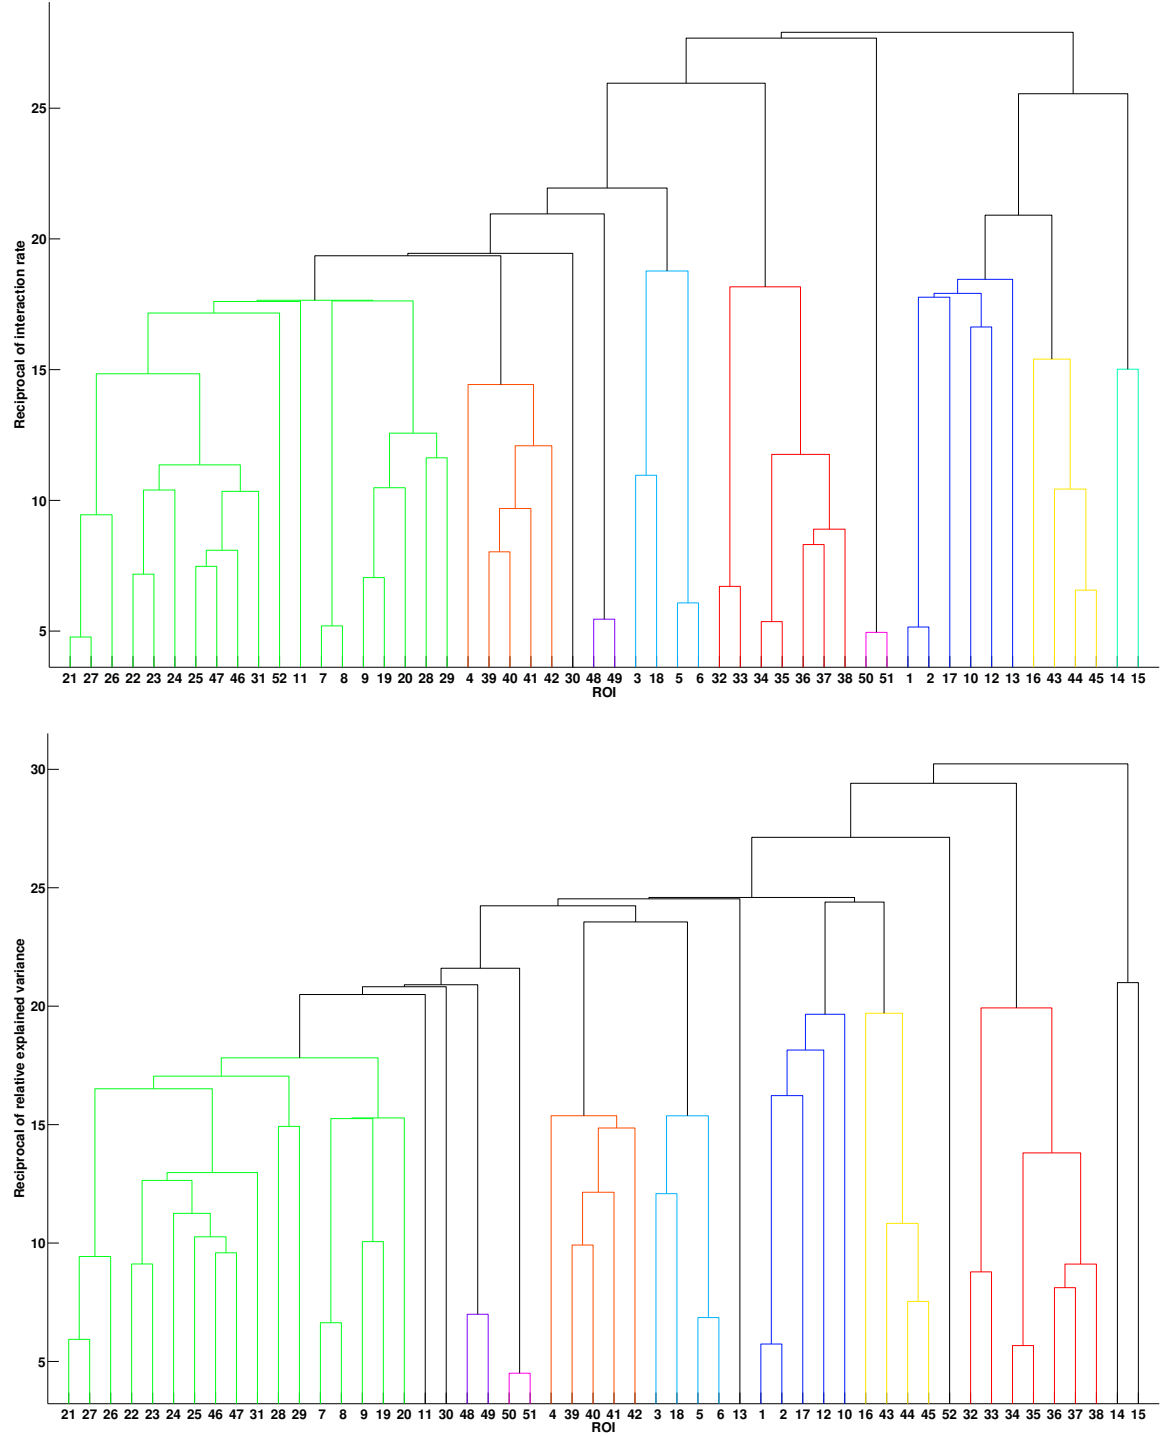 Reciprocal of interaction rate
25
20
15
10
5
21 27 26 22 23 24 25 47 46 31 52 11 7 8 9 19 20 28 29 4 39 40 41 42 30 48 49 3 18 5 6 32 33 34 35 36 37 38 50 51 1 2 17 10 12 13 16 43 44 45 14 15
ROI
Reciprocal of relative explained variance
30
25
20
15
10
5
21 27 26 22 23 24 25 46 47 31 28 29 7 8 9 19 20 11 30 48 49 50 51 4 39 40 41 42 3 18 5 6 13 1 2 17 12 10 16 43 44 45 52 32 33 34 35 36 37 38 14 15
ROI